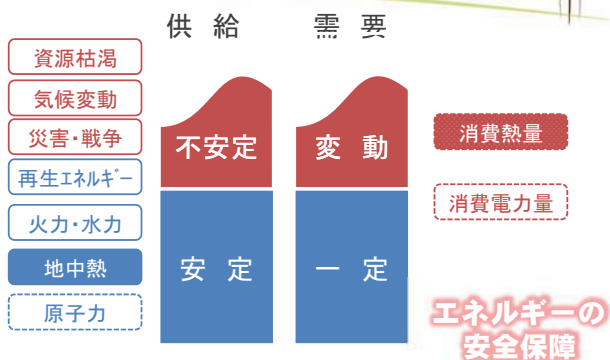 供 給
需 要
資源枯渇
気候変動
災害・戦争
再生エネルギー
火力・水力
地中熱
原子力
不安定
安 定
変 動
一 定
消費熱量
消費電力量
エネルギーの
安全保障